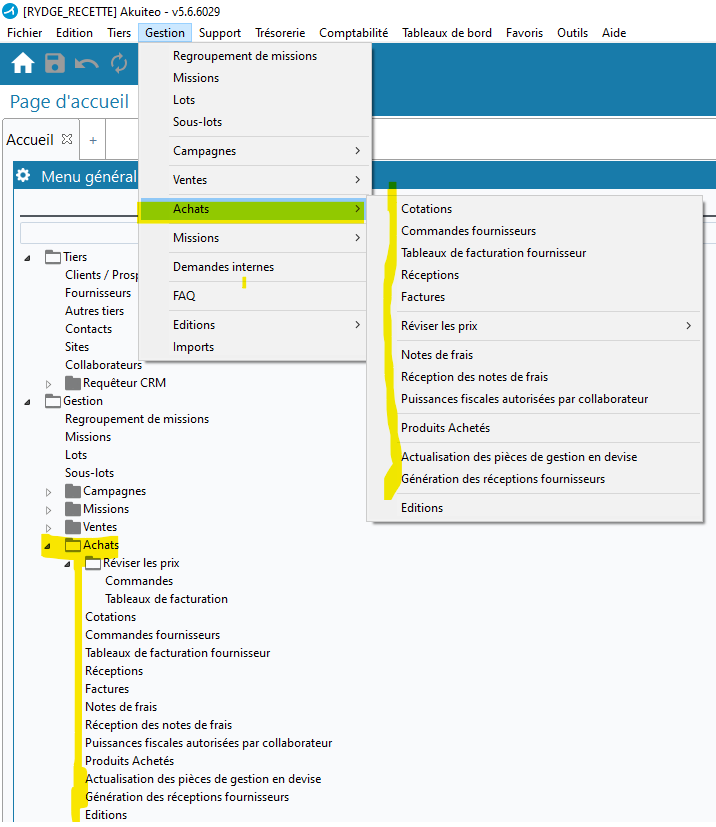 [RYDGE_RECETTE] Akuiteo - v5.6.6029
Fichier Edition Tiers Gestion Support Trésorerie Comptabilité Tableaux de bord Favoris Outils Aide
Page d'accueil
Accueil +
Menu général
Regroupement de missions
Missions
Lots
Sous-lots
Campagnes
Ventes
Achats
Missions
Demandes internes
FAQ
Editions
Imports
Cotations
Commandes fournisseurs
Tableaux de facturation fournisseur
Réceptions
Factures
Réviser les prix
Notes de frais
Réception des notes de frais
Puissances fiscales autorisées par collaborateur
Produits Achetés
Actualisation des pièces de gestion en devise
Génération des réceptions fournisseurs
Editions
Tiers
Clients / Prosp
Fournisseurs
Autres tiers
Contacts
Sites
Collaborateurs
Requêteur CRM
Gestion
Regroupement de missions
Missions
Lots
Sous-lots
Campagnes
Missions
Ventes
Achats
Réviser les prix
Commandes
Tableaux de facturation
Cotations
Commandes fournisseurs
Tableaux de facturation fournisseur
Réceptions
Factures
Notes de frais
Réception des notes de frais
Puissances fiscales autorisées par collaborateur
Produits Achetés
Actualisation des pièces de gestion en devise
Génération des réceptions fournisseurs
Editions